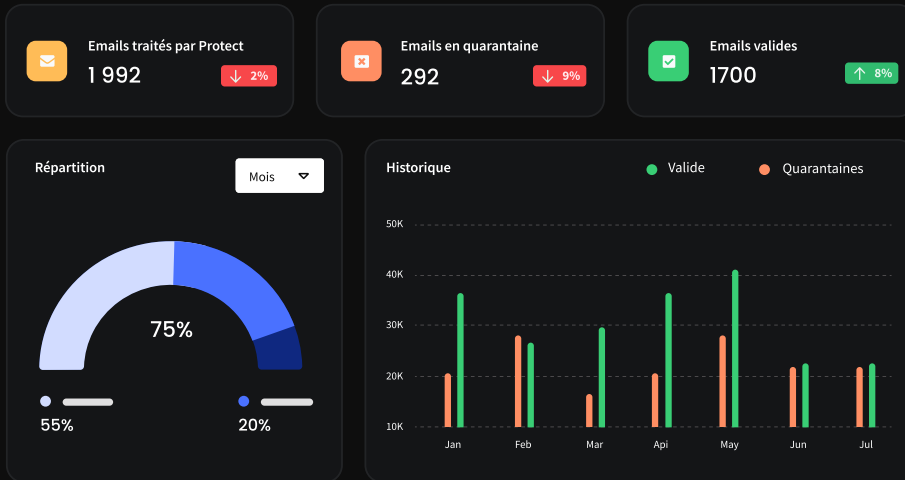 Emails traités par Protect
1 992
2%
Emails en quarantaine
292
9%
Emails valides
1700
8%
Répartition
Mois
75%
55%
20%
Historique
Valide
Quarantaines
50K
40K
30K
20K
10K
Jan
Feb
Mar
Api
May
Jun
Jul